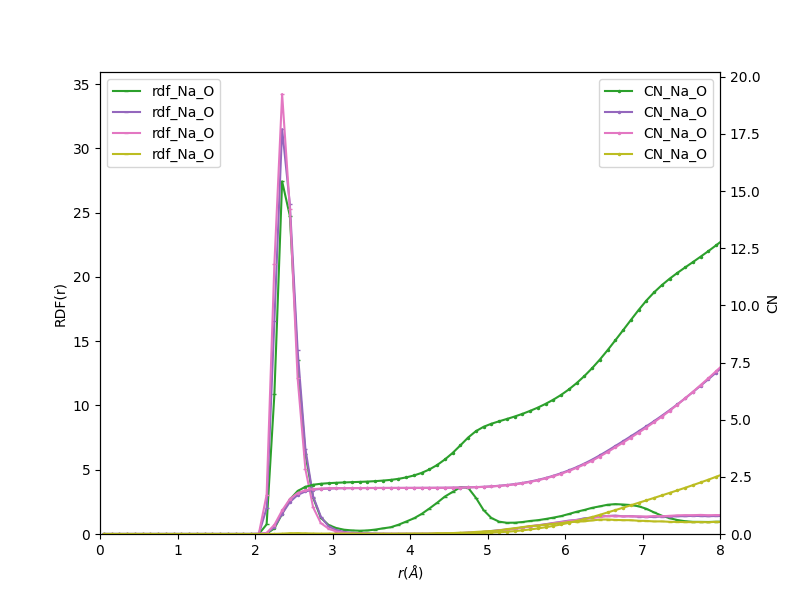 rdf_Na_O
rdf_Na_O
rdf_Na_O
rdf_Na_O
CN_Na_O
CN_Na_O
CN_Na_O
CN_Na_O
RDF(r)
35
30
25
20
15
10
5
0
20.0
17.5
15.0
12.5
10.0
7.5
5.0
2.5
0.0
CN
0 1 2 3 4 5 6 7 8
r(Å)